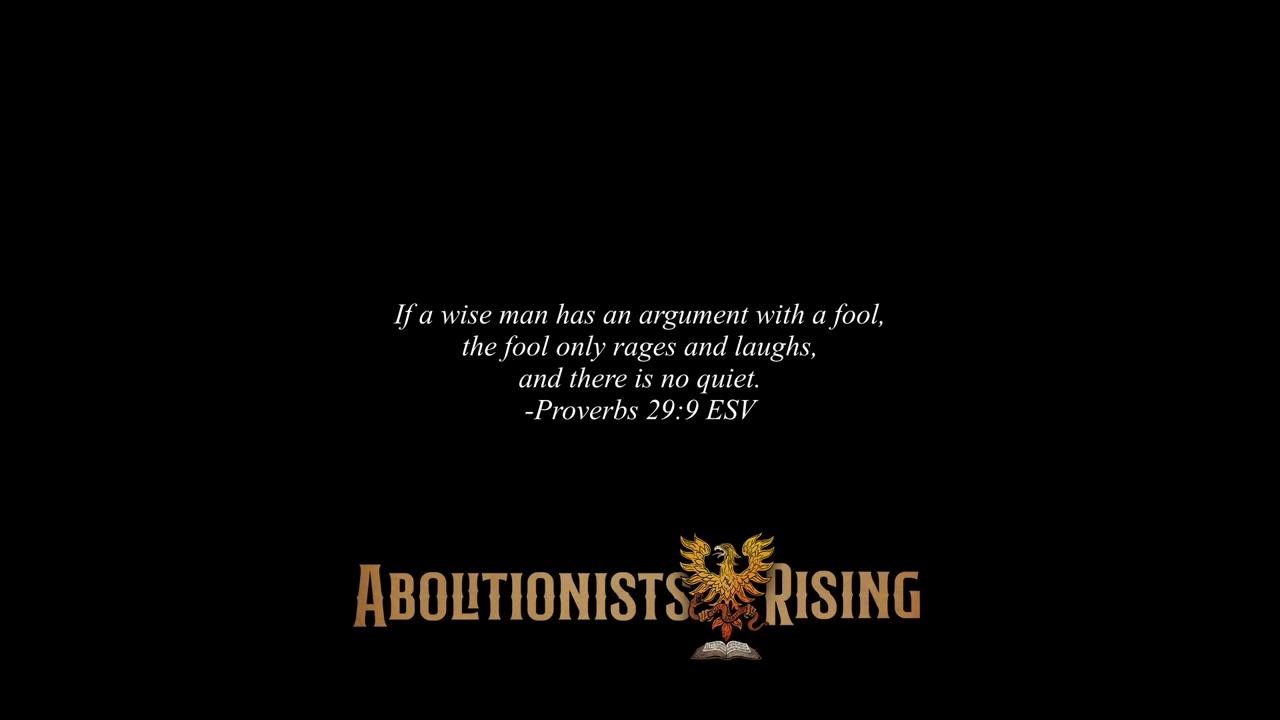 If a wise man has an argument with a fool,
the fool only rages and laughs,
and there is no quiet.
-Proverbs 29:9 ESV
ABOLITIONISTS RISING